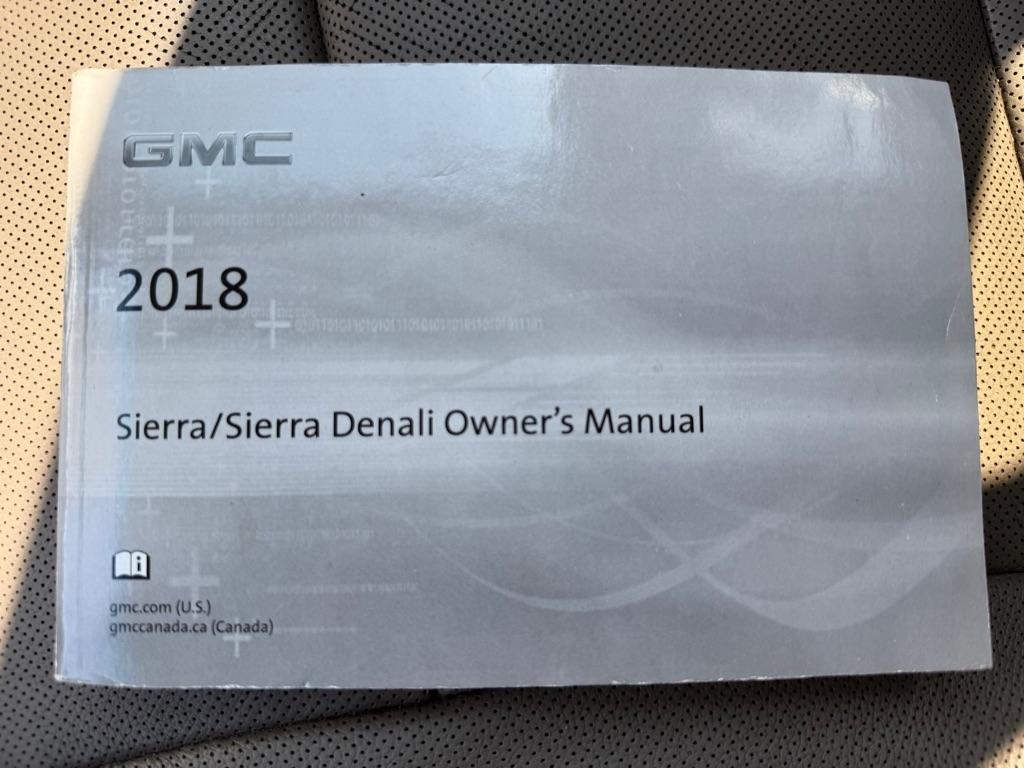 GMC
2018
Sierra/Sierra Denali Owner's Manual
i
gmc.com (U.S.)
gmccanada.ca (Canada)